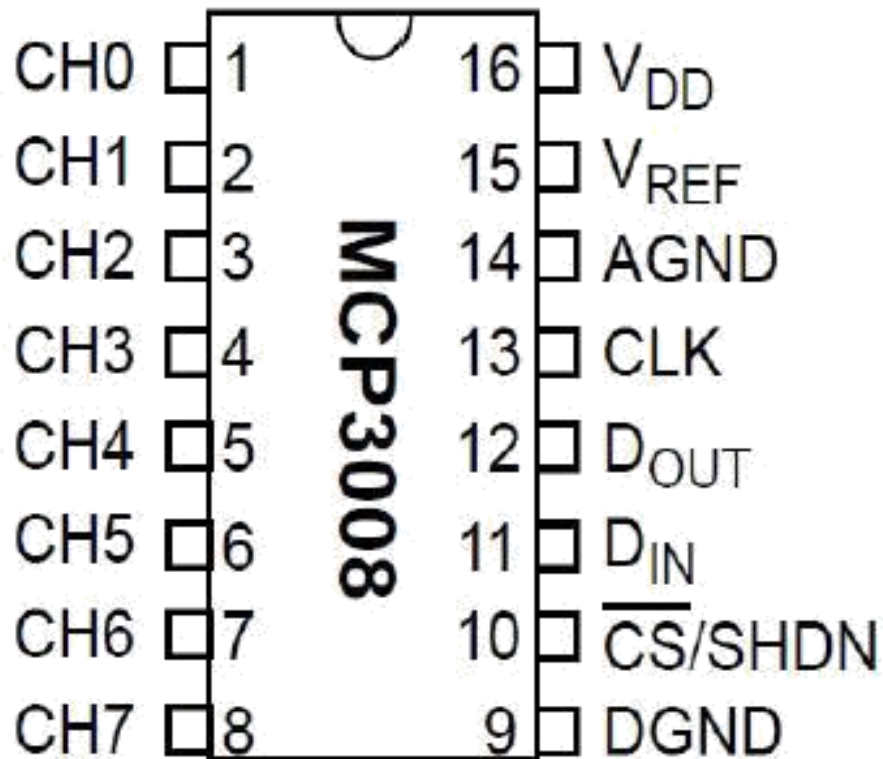 CH0 1 16 VDD
CH1 2 15 VREF
CH2 3 14 AGND
CH3 4 13 CLK
CH4 5 12 DOUT
CH5 6 11 DIN
CH6 7 10 C̅S̅/SHDN
CH7 8 9 DGND
MCP3008